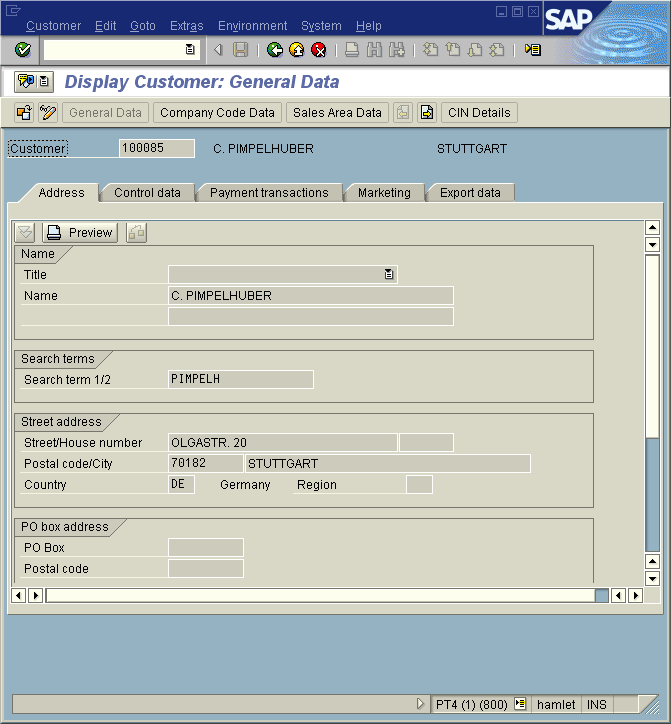 Customer Edit Goto Extras Environment System Help
SAP
Display Customer: General Data
General Data Company Code Data Sales Area Data CIN Details
Customer 100085 C. PIMPELHUBER STUTTGART
Address Control data Payment transactions Marketing Export data
Preview
Name
Title
Name C. PIMPELHUBER
Search terms
Search term 1/2 PIMPELH
Street address
Street/House number OLGASTR. 20
Postal code/City 70182 STUTTGART
Country DE Germany Region
PO box address
PO Box
Postal code
PT4 (1) (800) hamlet INS